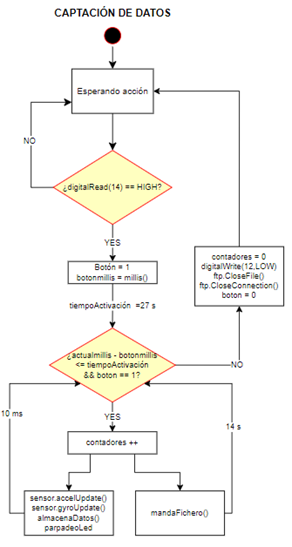 CAPTACIÓN DE DATOS
Esperando acción
NO
¿digitalRead(14) == HIGH?
YES
Botón = 1
botonmillis = millis()
contadores = 0
digitalWrite(12,LOW)
ftp.CloseFile()
ftp.CloseConnection()
boton = 0
tiempoActivación =27 s
¿actualmillis - botonmillis
<= tiempoActivación
&& boton == 1?
NO
10 ms
YES
14 s
contadores ++
sensor.accelUpdate()
sensor.gyroUpdate()
almacenaDatos()
parpadeoLed
mandaFichero()